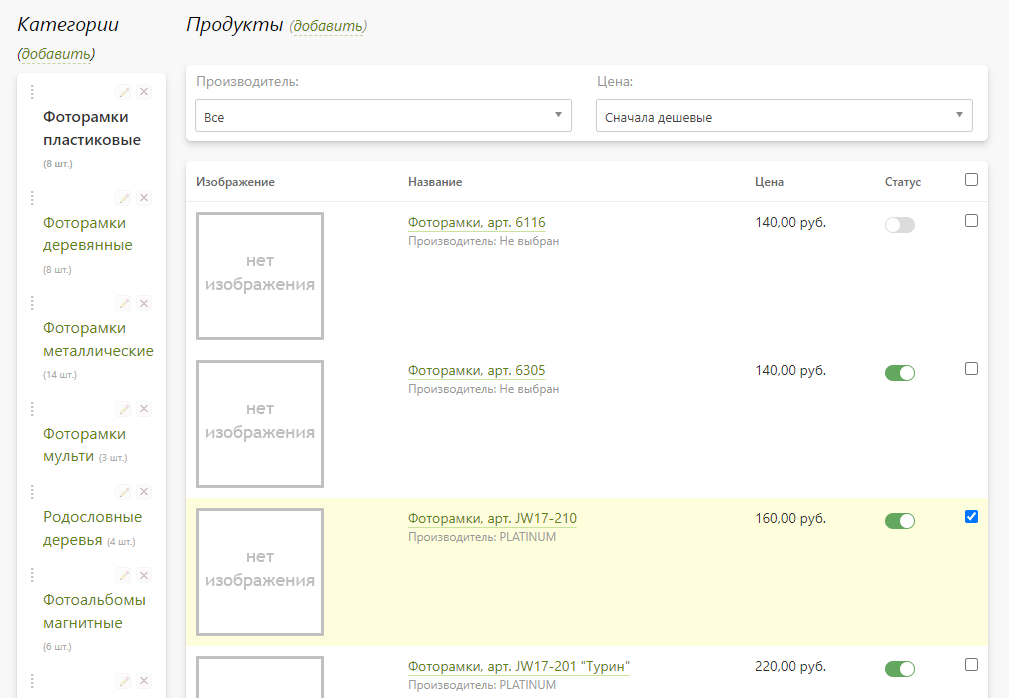 Категории
(добавить)
Фоторамки
пластиковые
(8 шт.)
Фоторамки
деревянные
(8 шт.)
Фоторамки
металлические
(14 шт.)
Фоторамки
мульти (3 шт.)
Родословные
деревья (4 шт.)
Фотоальбомы
магнитные
(6 шт.)
Продукты (добавить)
Производитель: Цена:
Все Сначала дешевые
Изображение Название Цена Статус
нет
изображения
Фоторамки, арт. 6116 140,00 руб.
Производитель: Не выбран
нет
изображения
Фоторамки, арт. 6305 140,00 руб.
Производитель: Не выбран
нет
изображения
Фоторамки, арт. JW17-210 160,00 руб.
Производитель: PLATINUM
Фоторамки, арт. JW17-201 "Турин" 220,00 руб.
Производитель: PLATINUM